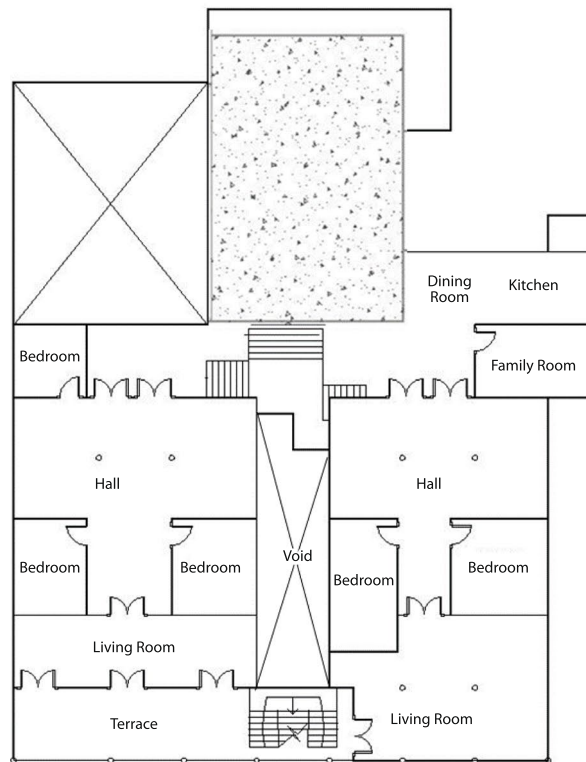 Dining
Room
Kitchen
Bedroom
Family Room
Hall
Hall
Bedroom
Bedroom
Void
Bedroom
Bedroom
Living Room
Terrace
Living Room